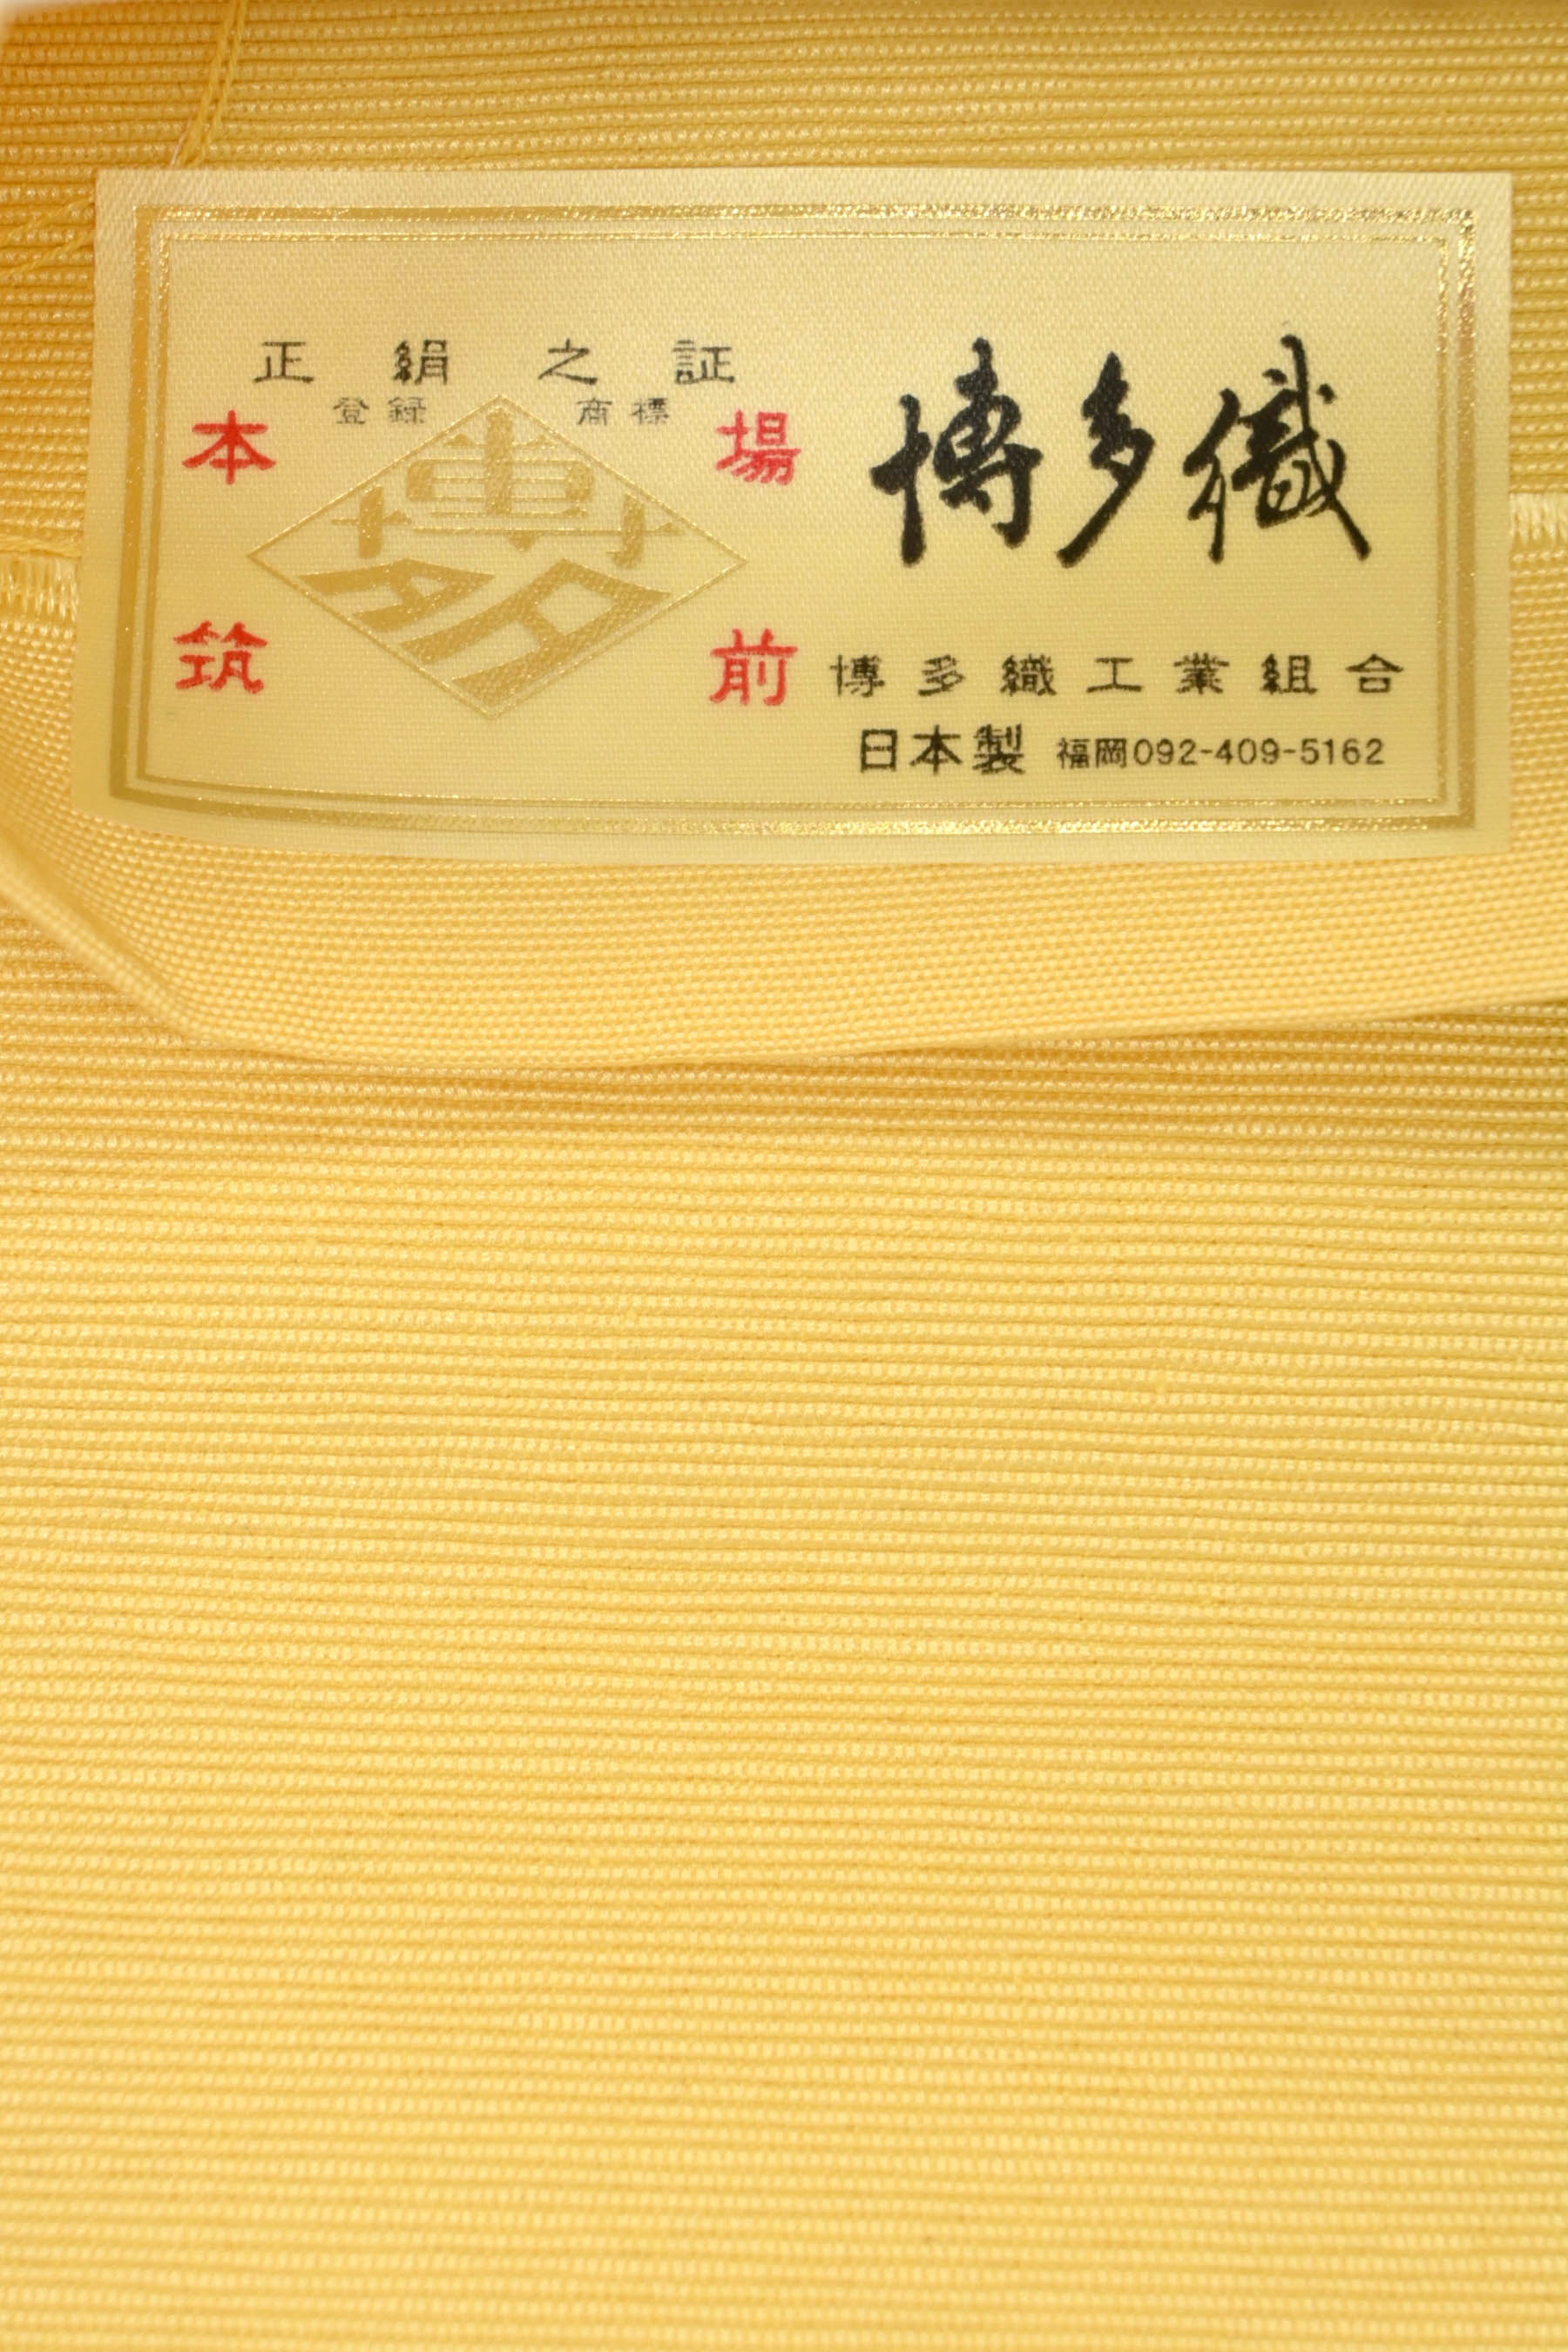 正絹之証
登録 商標
本 場
博多
筑 前
博多織
博多織工業組合
日本製 福岡092-409-5162